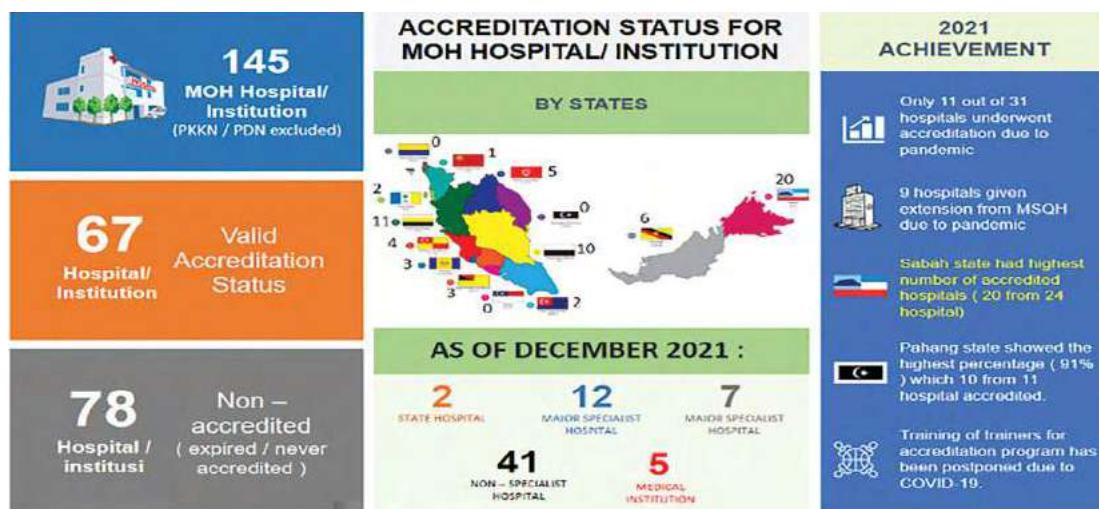 145
MOH Hospital/
Institution
(PKKN / PDN excluded)
67
Hospital/
Institution
Valid
Accreditation
Status
78
Hospital /
institusi
Non –
accredited
( expired / never
accredited )
ACCREDITATION STATUS FOR
MOH HOSPITAL/ INSTITUTION
BY STATES
0
1
5
2
0
11
4
10
3
3
0
2
20
6
AS OF DECEMBER 2021 :
2
STATE HOSPITAL
12
MAJOR SPECIALIST
HOSPITAL
7
MAJOR SPECIALIST
HOSPITAL
41
NON – SPECIALIST
HOSPITAL
5
MEDICAL
INSTITUTION
2021
ACHIEVEMENT
Only 11 out of 31
hospitals underwent
accreditation due to
pandemic
9 hospitals given
extension from MSQH
due to pandemic
Sabah state had highest
number of accredited
hospitals ( 20 from 24
hospital)
Pahang state showed the
highest percentage ( 91%
) which 10 from 11
hospital accredited.
Training of trainers for
accreditation program has
been postponed due to
COVID-19.